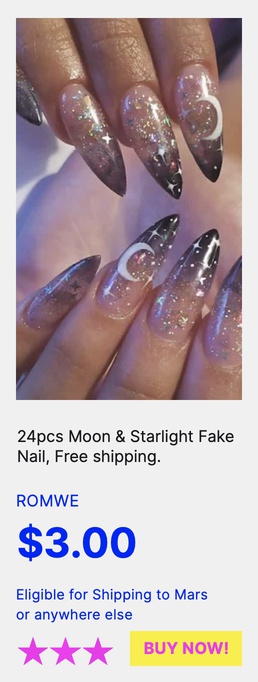 24pcs Moon & Starlight Fake
Nail, Free shipping.
ROMWE
$3.00
Eligible for Shipping to Mars
or anywhere else
BUY NOW!